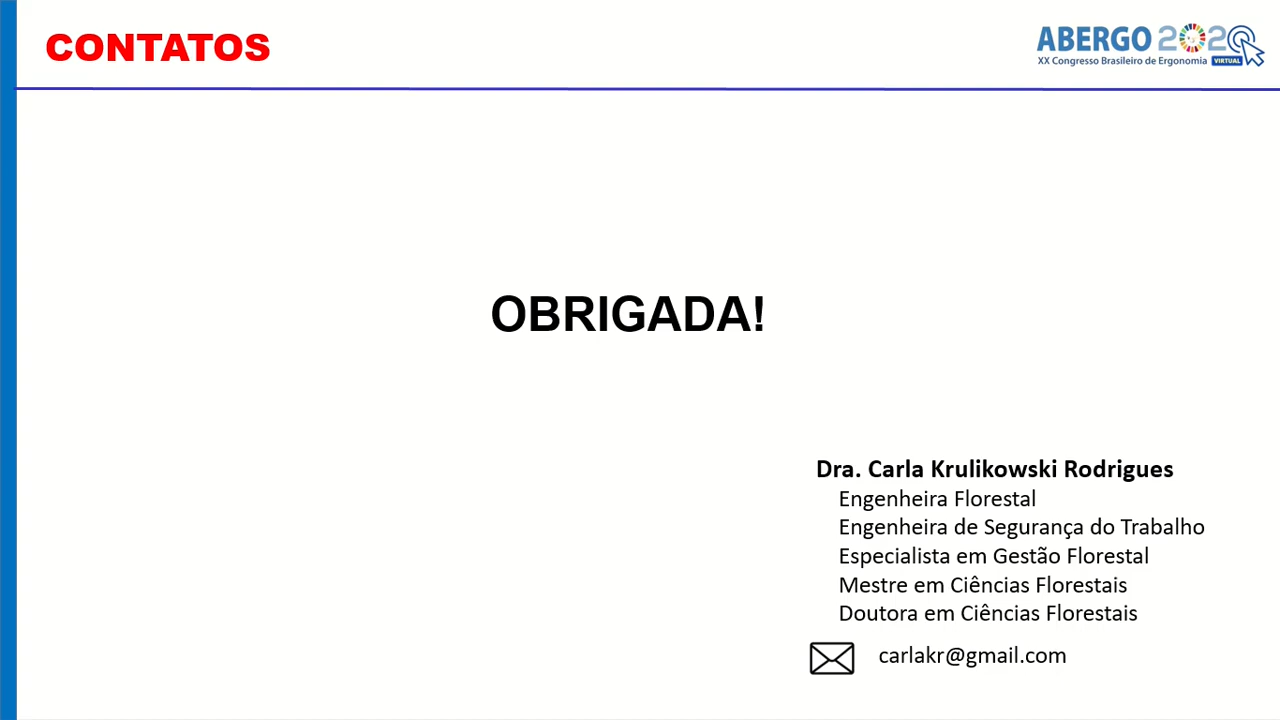 CONTATOS
ABERGO 2020
XX Congresso Brasileiro de Ergonomia VIRTUAL
OBRIGADA!
Dra. Carla Krulikowski Rodrigues
Engenheira Florestal
Engenheira de Segurança do Trabalho
Especialista em Gestão Florestal
Mestre em Ciências Florestais
Doutora em Ciências Florestais
carlakr@gmail.com